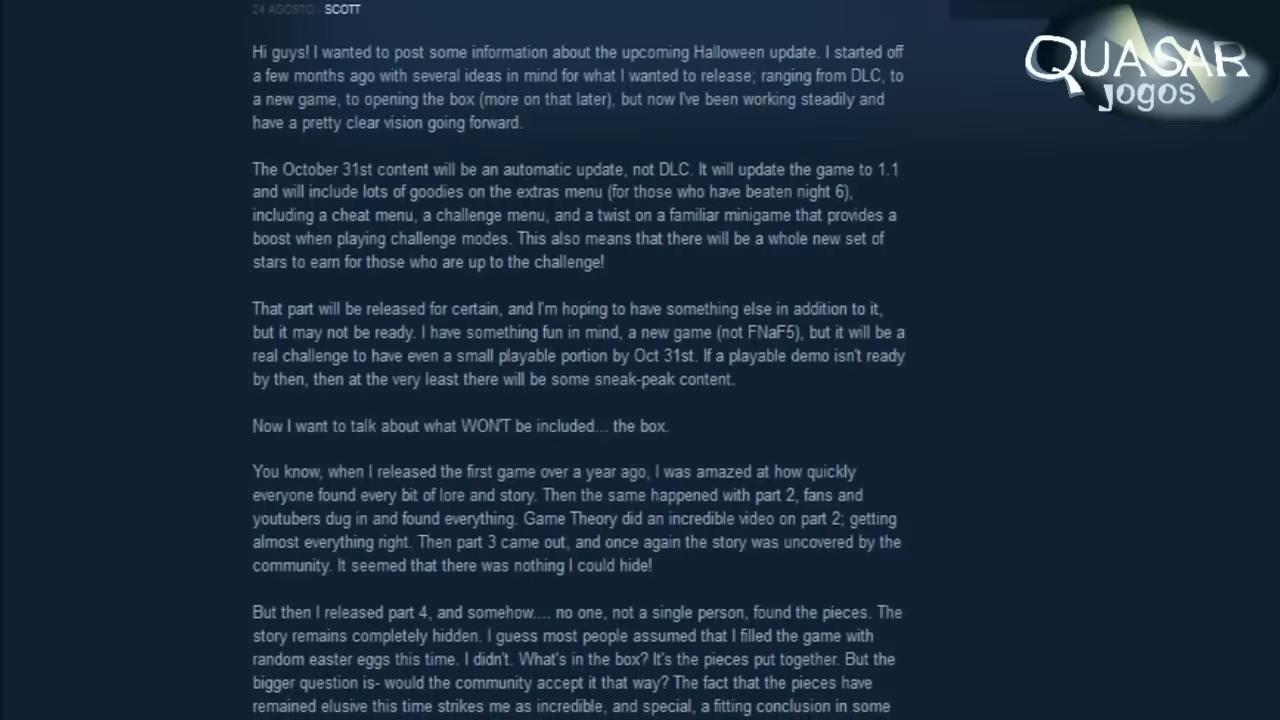 24 AGOSTO - SCOTT
QUASAR
jogos
Hi guys! I wanted to post some information about the upcoming Halloween update. I started off
a few months ago with several ideas in mind for what I wanted to release; ranging from DLC, to
a new game, to opening the box (more on that later), but now I've been working steadily and
have a pretty clear vision going forward.
The October 31st content will be an automatic update, not DLC. It will update the game to 1.1
and will include lots of goodies on the extras menu (for those who have beaten night 6),
including a cheat menu, a challenge menu, and a twist on a familiar minigame that provides a
boost when playing challenge modes. This also means that there will be a whole new set of
stars to earn for those who are up to the challenge!
That part will be released for certain, and I'm hoping to have something else in addition to it,
but it may not be ready. I have something fun in mind, a new game (not FNaF5), but it will be a
real challenge to have even a small playable portion by Oct 31st. If a playable demo isn't ready
by then, then at the very least there will be some sneak-peak content.
Now I want to talk about what WON'T be included... the box.
You know, when I released the first game over a year ago, I was amazed at how quickly
everyone found every bit of lore and story. Then the same happened with part 2, fans and
youtubers dug in and found everything. Game Theory did an incredible video on part 2; getting
almost everything right. Then part 3 came out, and once again the story was uncovered by the
community. It seemed that there was nothing I could hide!
But then I released part 4, and somehow.... no one, not a single person, found the pieces. The
story remains completely hidden. I guess most people assumed that I filled the game with
random easter eggs this time. I didn't. What's in the box? It's the pieces put together. But the
bigger question is- would the community accept it that way? The fact that the pieces have
remained elusive this time strikes me as incredible, and special, a fitting conclusion in some